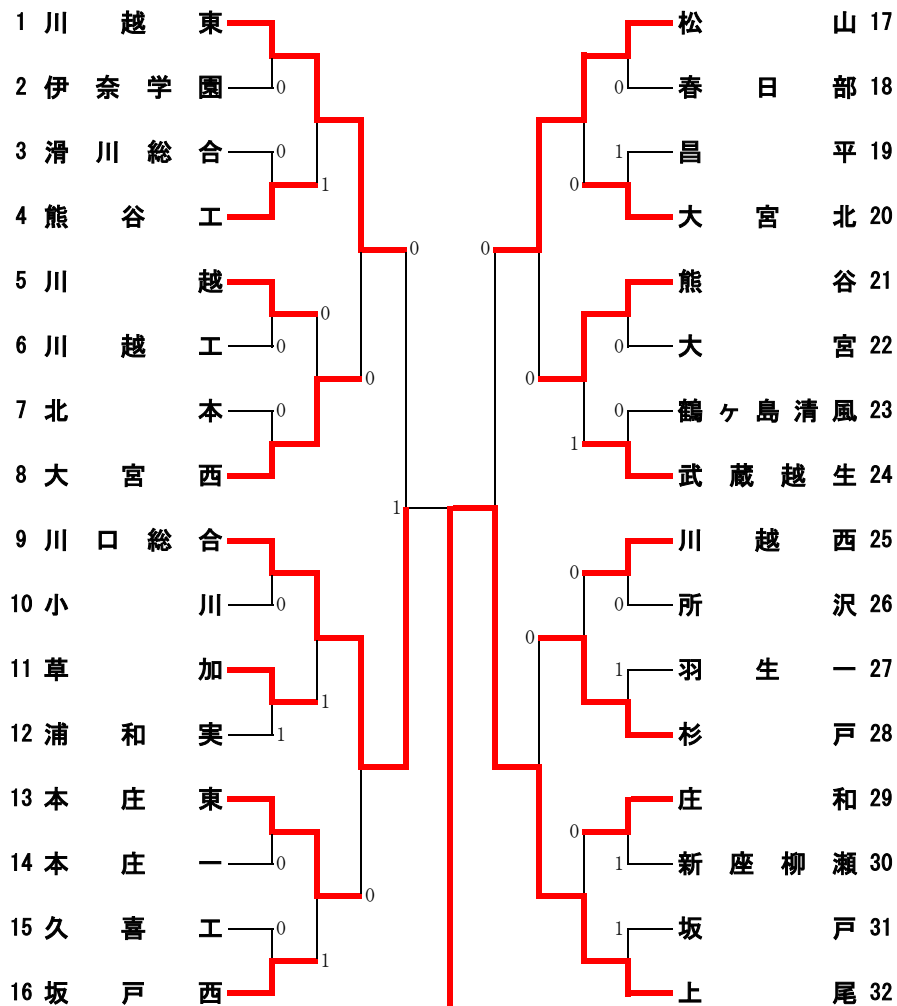 1 川越東
2 伊奈学園
0
3 滑川総合
0
1
4 熊谷工
0
5 川越
0
6 川越工
0
0
7 北本
0
8 大宮西
1
9 川口総合
10 小川
0
11 草加
1
12 浦和実
1
13 本庄東
14 本庄一
0
0
15 久喜工
0
1
16 坂戸西
松山 17
0
春日部 18
1
昌平 19
0
大宮北 20
0
熊谷 21
0
大宮 22
0
0
鶴ヶ島清風 23
1
武蔵越生 24
川越西 25
0
0
所沢 26
0
1
羽生一 27
杉戸 28
庄和 29
0
1
新座柳瀬 30
1
坂戸 31
上尾 32